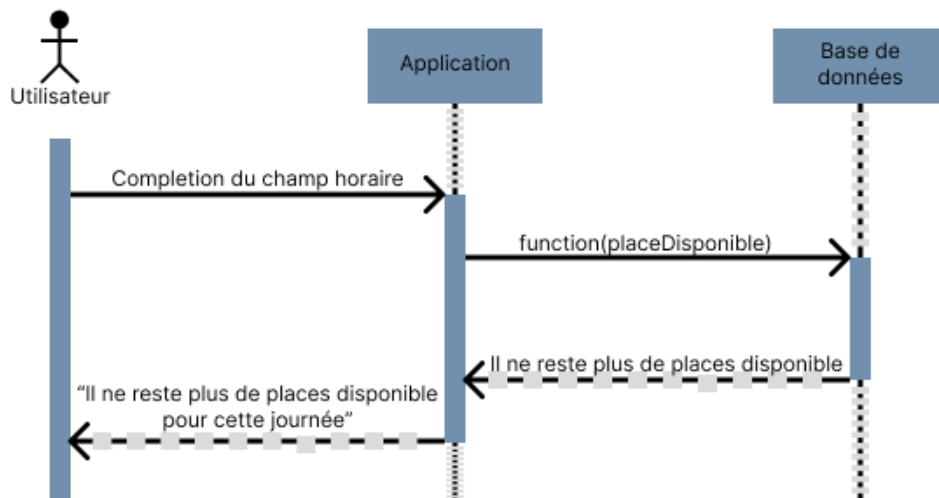 Utilisateur
Application
Base de
données
Completion du champ horaire
function(placeDisponible)
Il ne reste plus de places disponible
“Il ne reste plus de places disponible
pour cette journée”